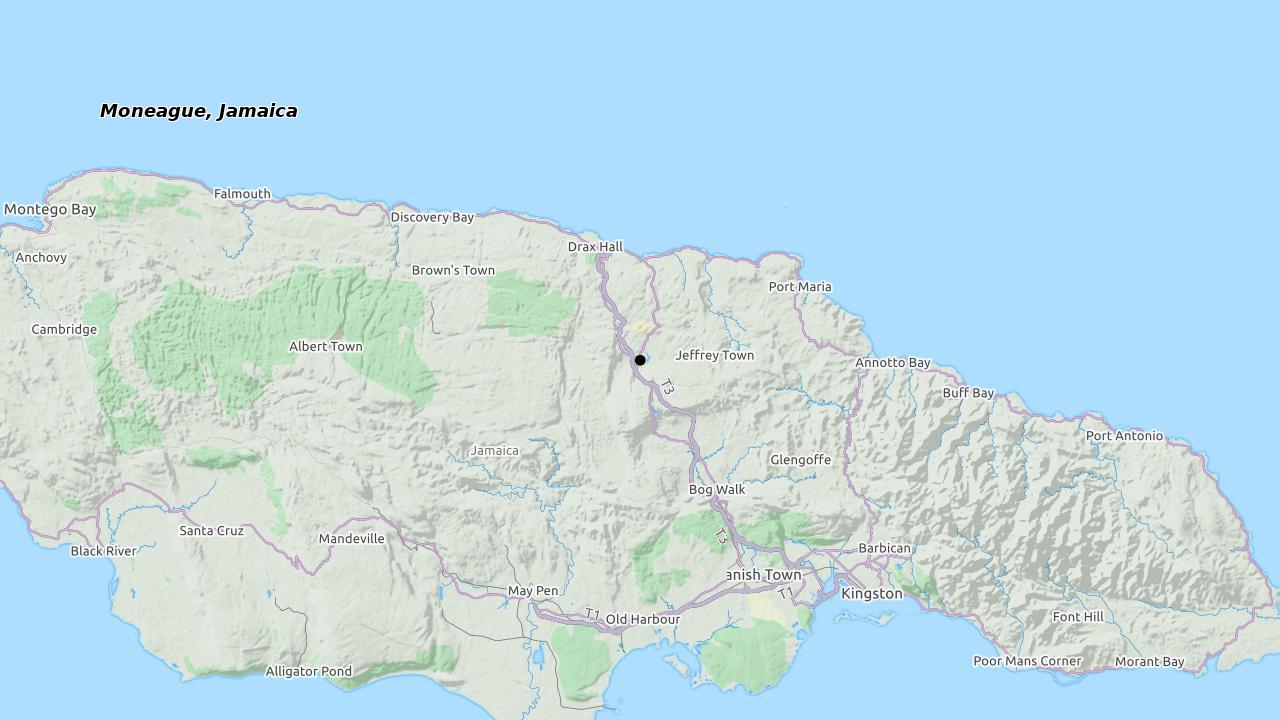 Moneague, Jamaica
Falmouth
Montego Bay
Discovery Bay
Drax Hall
Anchovy
Brown's Town
Port Maria
Cambridge
Albert Town
Jeffrey Town
Annotto Bay
T3
Buff Bay
Port Antonio
Jamaica
Glengoffe
Bog Walk
Santa Cruz
Mandeville
T3
Black River
Barbican
anish Town
May Pen
T1
Kingston
T1
Old Harbour
Font Hill
Poor Mans Corner
Morant Bay
Alligator Pond